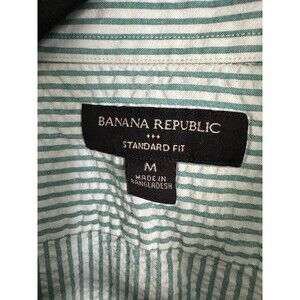 BANANA REPUBLIC
STANDARD FIT
M
MADE IN
BANGLADESH